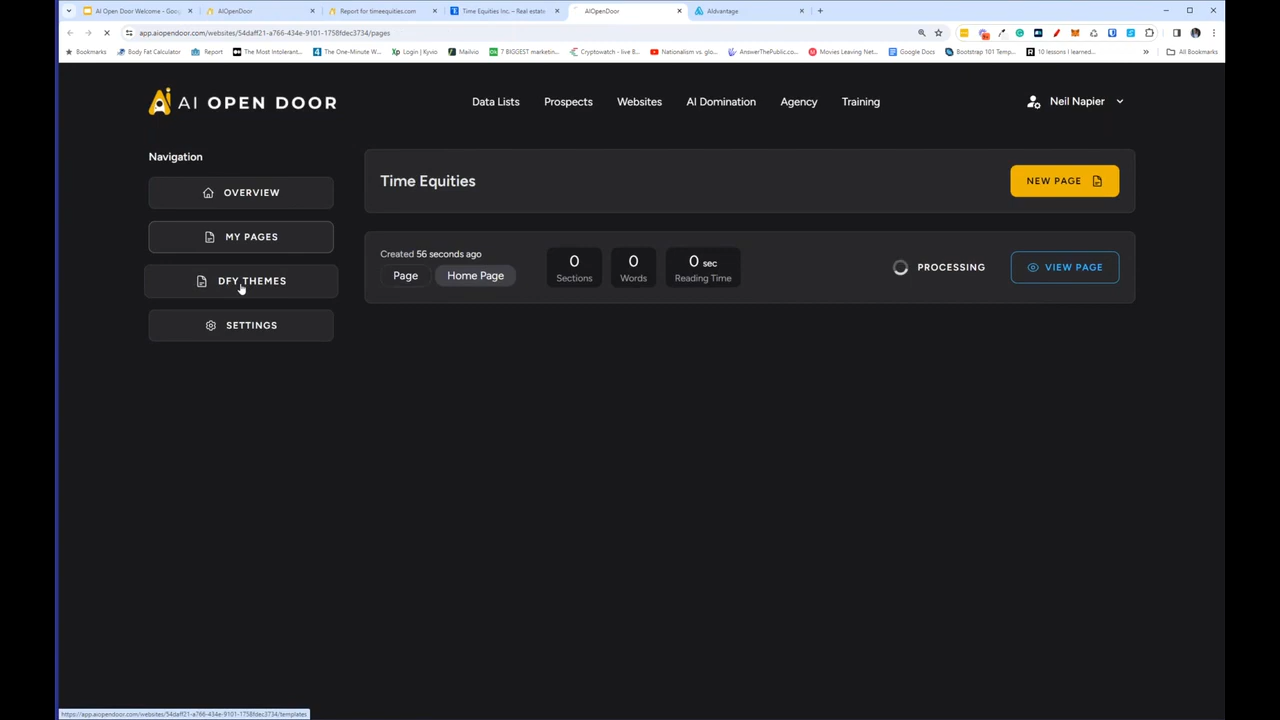 AI Open Door Welcome - Goo
AIOpenDoor
Report for timeequities.com
Time Equities Inc. – Real estate
AIOpenDoor
AIdvantage
app.aiopendoor.com/websites/54daff21-a766-434e-9101-1758fdec3734/pages
Bookmarks
Body Fat Calculator
Report
The Most Intolerant...
The One-Minute W...
Login | Kyvio
Mailvio
7 BIGGEST marketin...
Cryptowatch - live B...
Nationalism vs. glo...
AnswerThePublic.co...
Movies Leaving Net...
Google Docs
Bootstrap 101 Temp...
10 lessons I learned...
All Bookmarks
AI OPEN DOOR
Data Lists
Prospects
Websites
AI Domination
Agency
Training
Neil Napier
Navigation
OVERVIEW
MY PAGES
DFY THEMES
SETTINGS
Time Equities
NEW PAGE
Created 56 seconds ago
Page
Home Page
0
Sections
0
Words
0 sec
Reading Time
PROCESSING
VIEW PAGE
https://app.aiopendoor.com/websites/54daff21-a766-434e-9101-1758fdec3734/templates